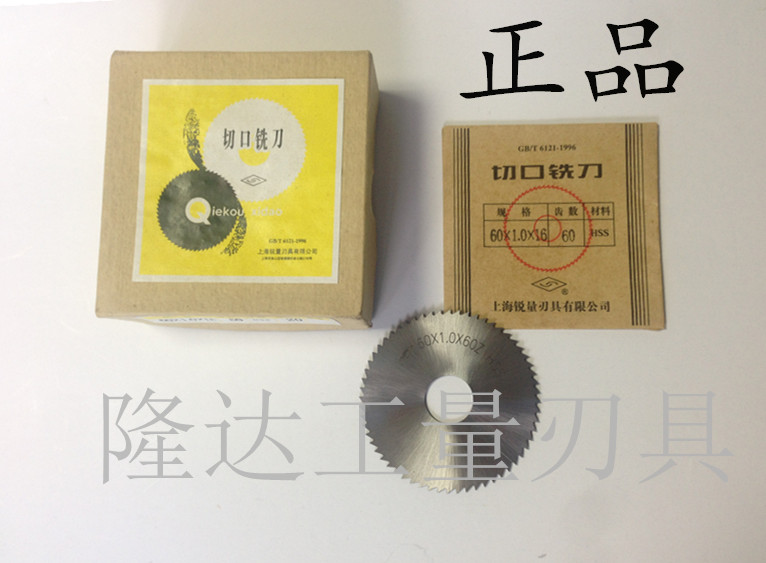 正品
切口铣刀
Qiekou
GB/T 6121-1996
上海锐量刃具有限公司
GB/T 6121-1996
切口铣刀
规格 齿数 材料
60X1.0X16 60 HSS
上海锐量刃具有限公司
60X1.0X60Z
隆达工量刃具